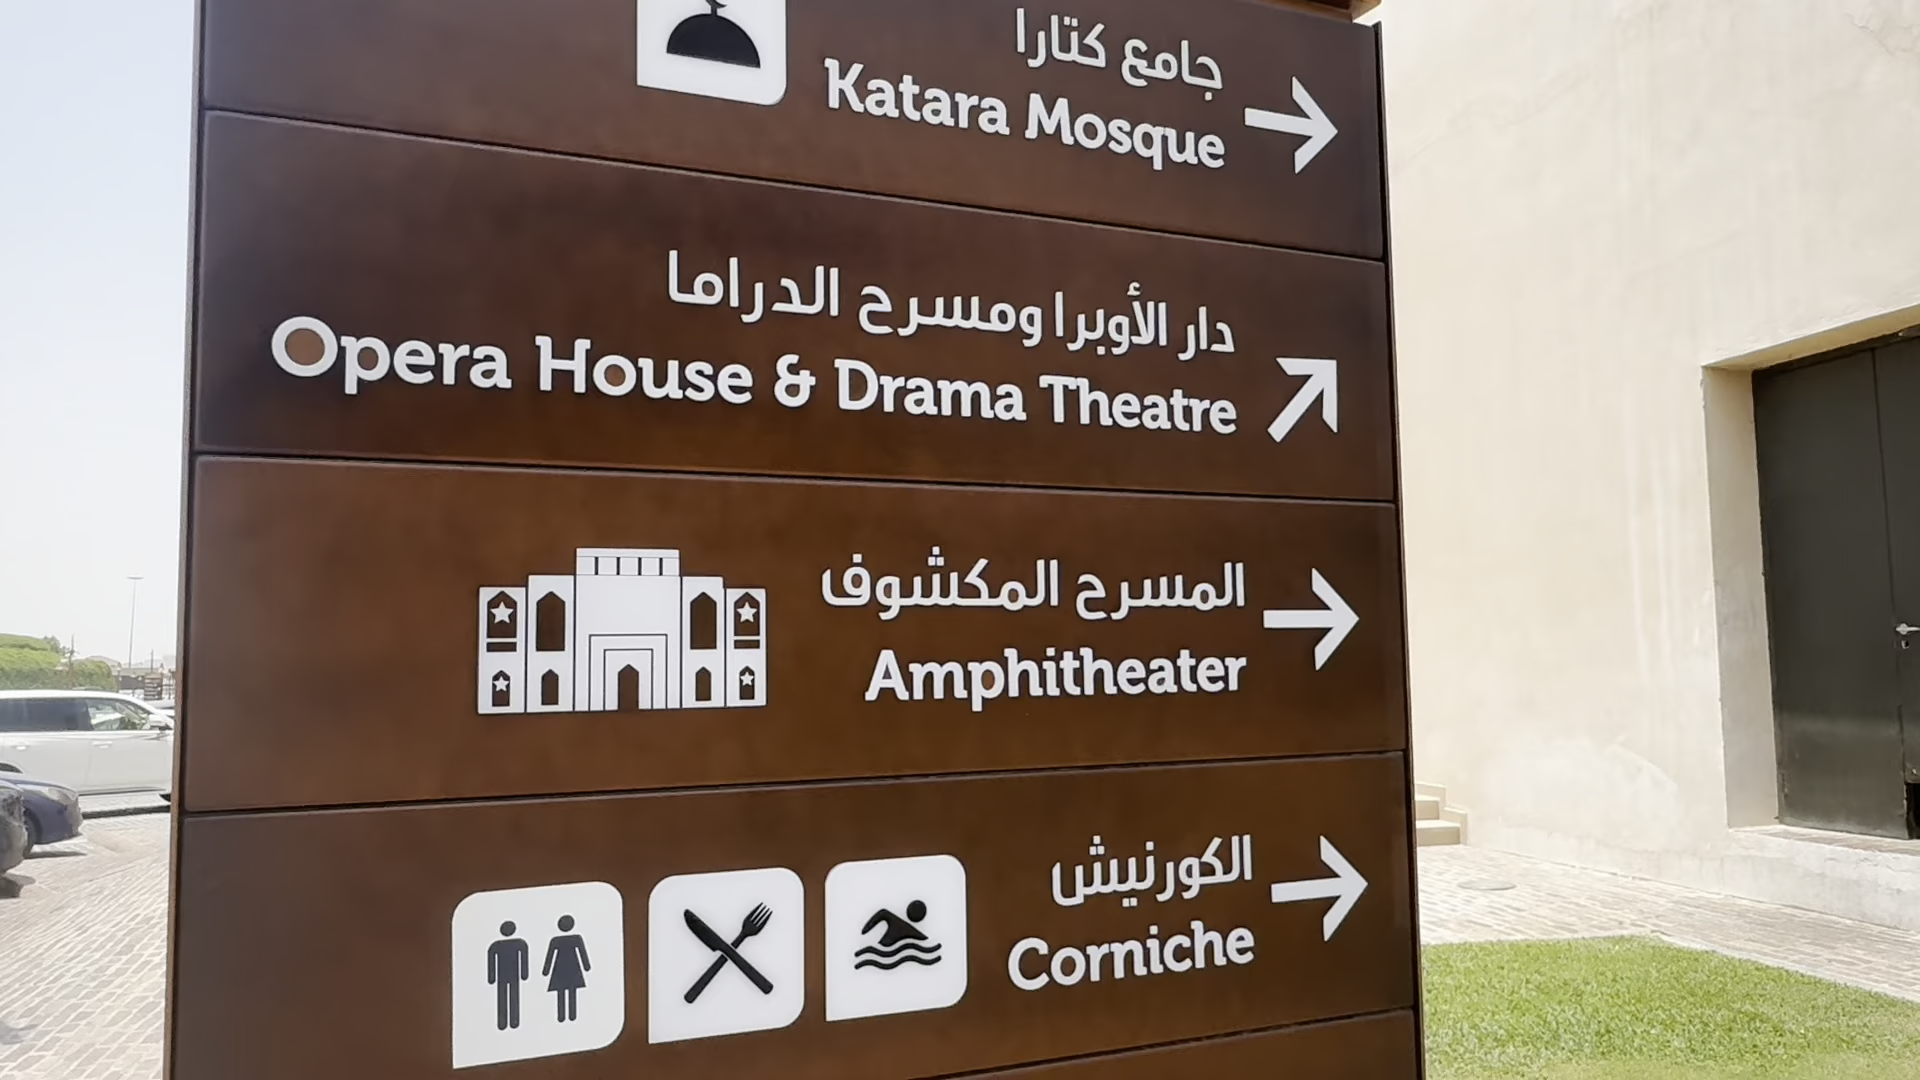 جامع كتارا
Katara Mosque
دار الأوبرا ومسرح الدراما
Opera House & Drama Theatre
المسرح المكشوف
Amphitheater
الكورنيش
Corniche